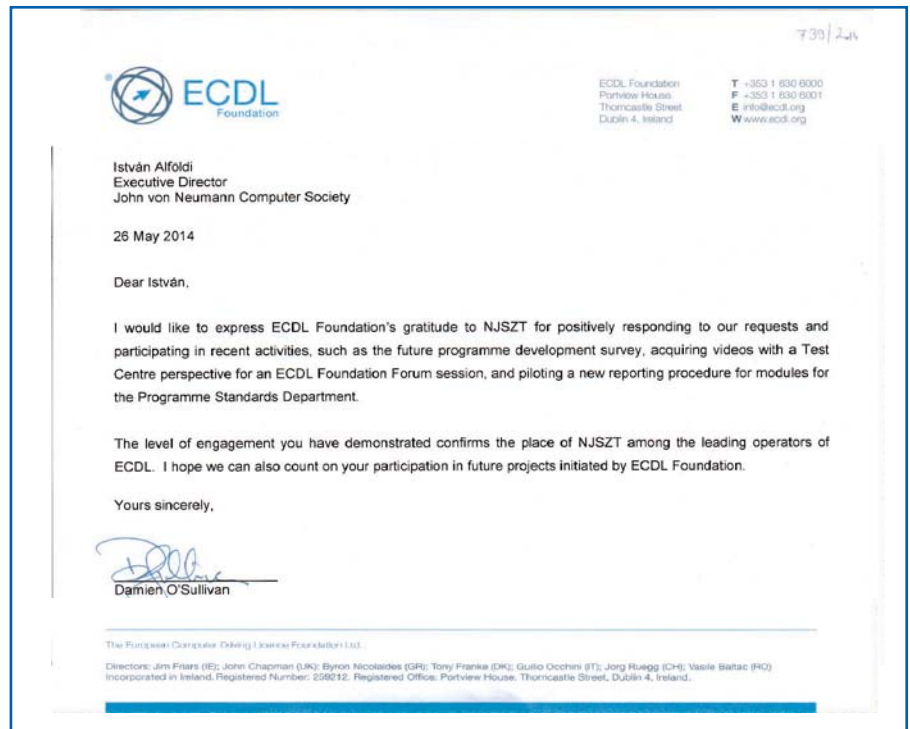 739/2014
ECDL
Foundation
ECDL Foundation
Portview House
Thorncastle Street
Dublin 4, Ireland
T +353 1 630 6000
F +353 1 630 6001
E info@ecdl.org
W www.ecdl.org
István Alföldi
Executive Director
John von Neumann Computer Society
26 May 2014
Dear István,
I would like to express ECDL Foundation's gratitude to NJSZT for positively responding to our requests and
participating in recent activities, such as the future programme development survey, acquiring videos with a Test
Centre perspective for an ECDL Foundation Forum session, and piloting a new reporting procedure for modules for
the Programme Standards Department.
The level of engagement you have demonstrated confirms the place of NJSZT among the leading operators of
ECDL. I hope we can also count on your participation in future projects initiated by ECDL Foundation.
Yours sincerely,
Damien O'Sullivan
The European Computer Driving Licence Foundation Ltd.
Directors: Jim Friars (IE); John Chapman (UK); Byron Nicolaides (GR); Tony Franke (DK); Guilio Occhini (IT); Jorg Ruegg (CH); Vasile Baltac (RO)
Incorporated in Ireland. Registered Number: 259212. Registered Office: Portview House, Thorncastle Street, Dublin 4, Ireland.